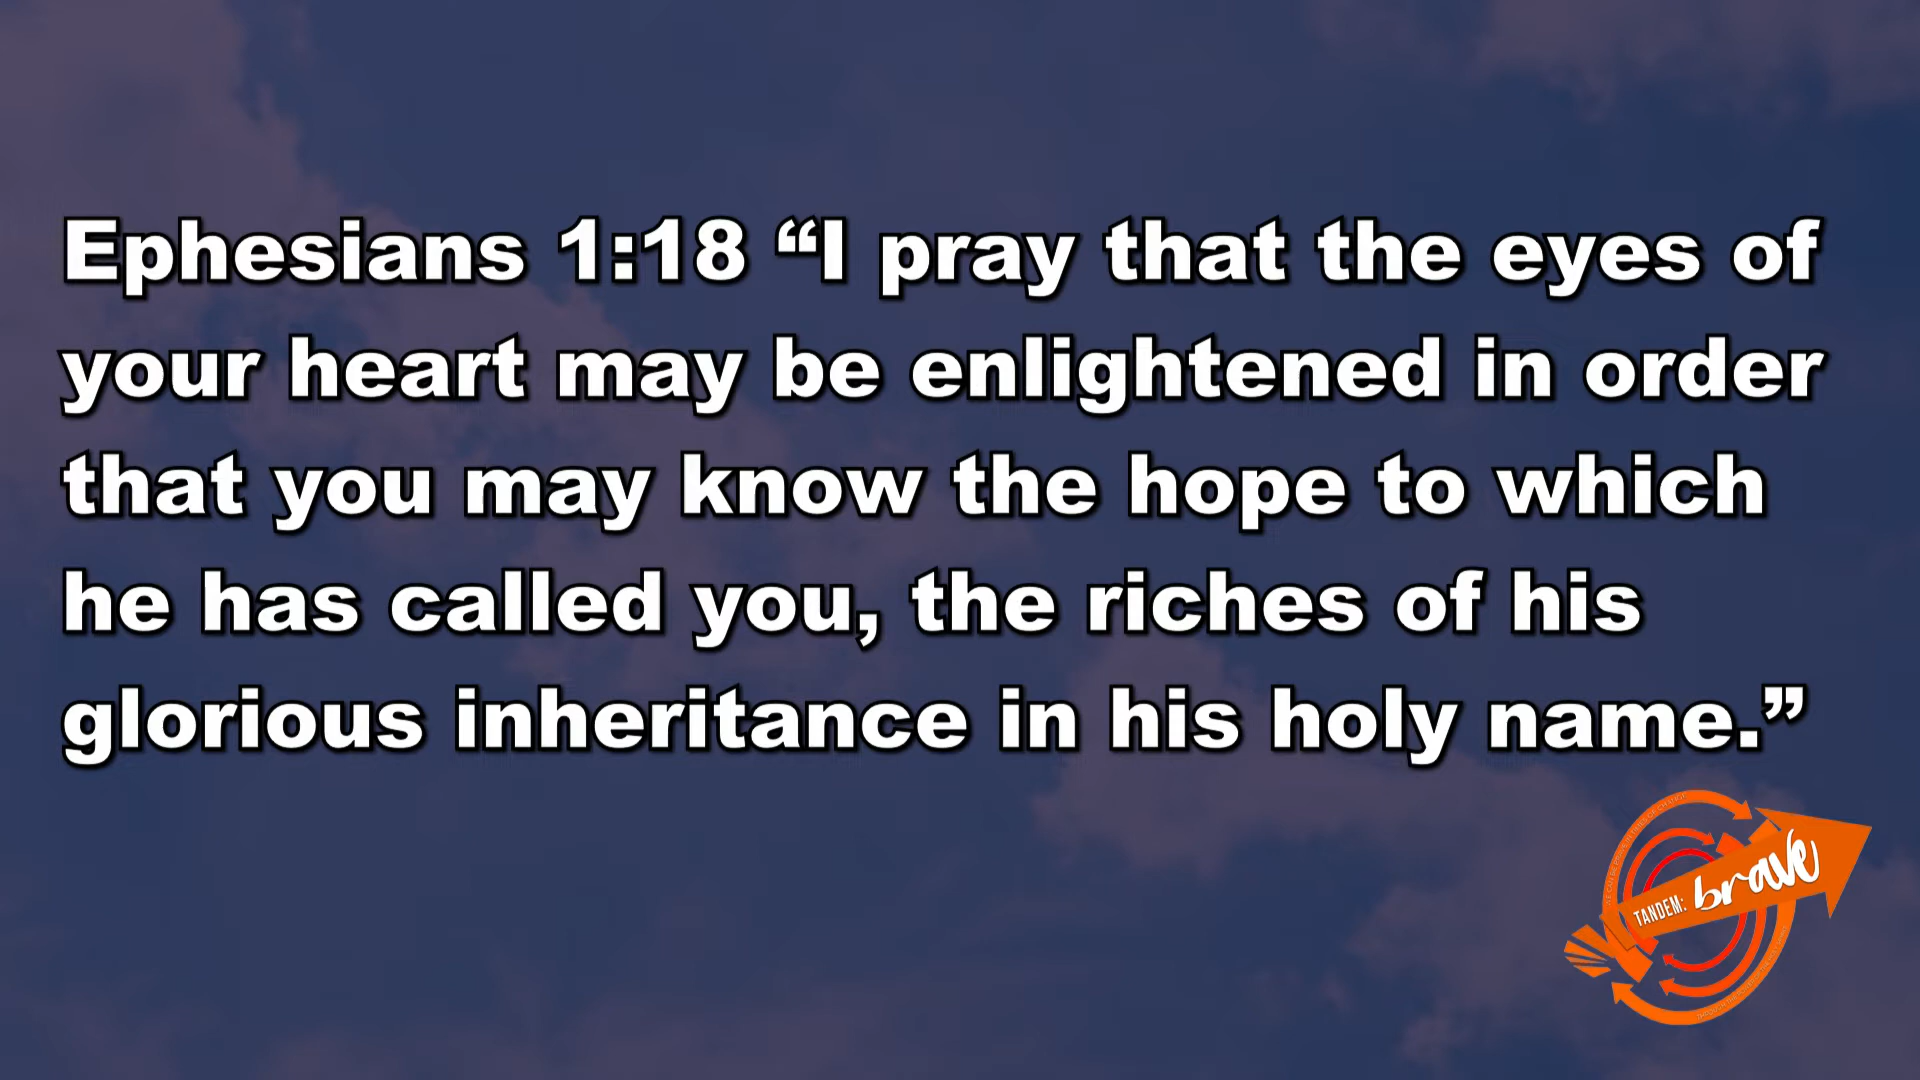 Ephesians 1:18 “I pray that the eyes of
your heart may be enlightened in order
that you may know the hope to which
he has called you, the riches of his
glorious inheritance in his holy name.”
TANDEM: brave